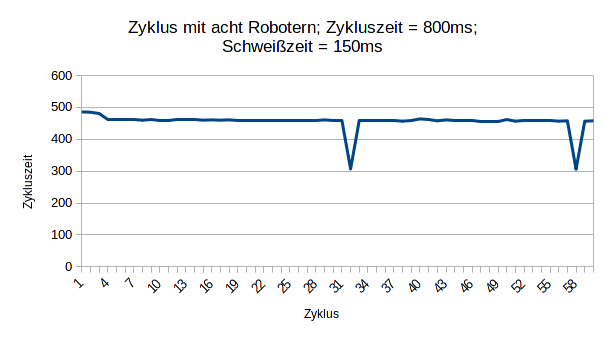 Zyklus mit acht Robotern; Zykluszeit = 800ms;
Schweißzeit = 150ms
600
500
400
300
200
100
0
Zykluszeit
1 4 7 10 13 16 19 22 25 28 31 34 37 40 43 46 49 52 55 58
Zyklus